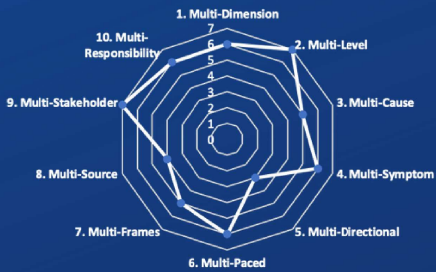 1. Multi-Dimension
7
6
5
4
3
2
1
0
2. Multi-Level
3. Multi-Cause
4. Multi-Symptom
5. Multi-Directional
6. Multi-Paced
7. Multi-Frames
8. Multi-Source
9. Multi-Stakeholder
10. Multi-
Responsibility